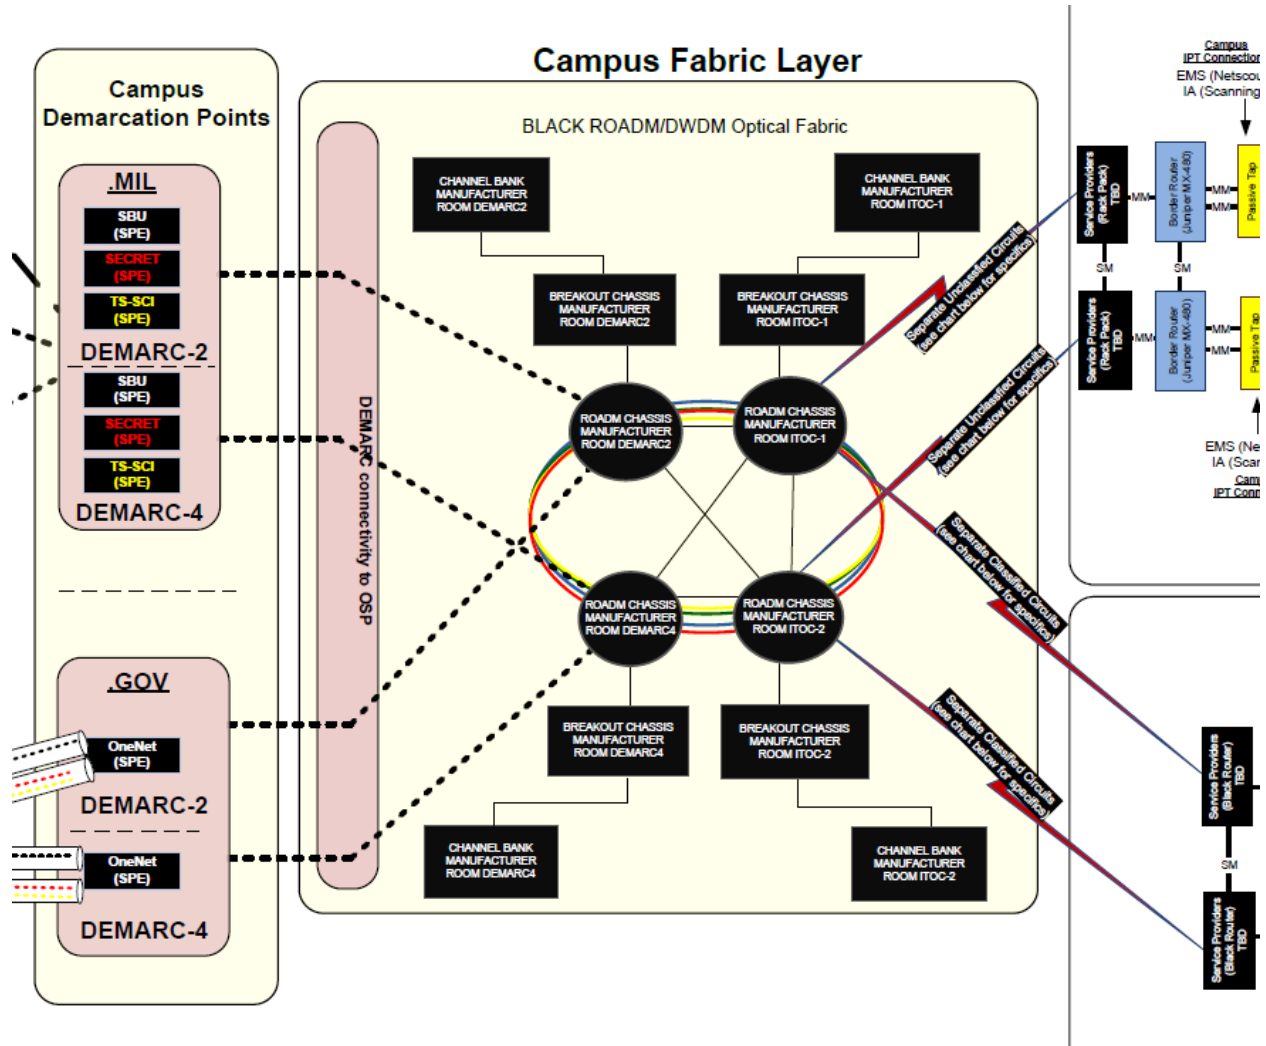 Campus Fabric Layer
Campus
Demarcation Points
.MIL
SBU
(SPE)
SECRET
(SPE)
TS-SCI
(SPE)
DEMARC-2
SBU
(SPE)
SECRET
(SPE)
TS-SCI
(SPE)
DEMARC-4
.GOV
OneNet
(SPE)
DEMARC-2
OneNet
(SPE)
DEMARC-4
DEMARC connectivity to OSP
BLACK ROADM/DWDM Optical Fabric
CHANNEL BANK
MANUFACTURER
ROOM DEMARC2
CHANNEL BANK
MANUFACTURER
ROOM ITOC-1
BREAKOUT CHASSIS
MANUFACTURER
ROOM DEMARC2
BREAKOUT CHASSIS
MANUFACTURER
ROOM ITOC-1
ROADM CHASSIS
MANUFACTURER
ROOM DEMARC2
ROADM CHASSIS
MANUFACTURER
ROOM ITOC-1
ROADM CHASSIS
MANUFACTURER
ROOM DEMARC4
ROADM CHASSIS
MANUFACTURER
ROOM ITOC-2
BREAKOUT CHASSIS
MANUFACTURER
ROOM DEMARC4
BREAKOUT CHASSIS
MANUFACTURER
ROOM ITOC-2
CHANNEL BANK
MANUFACTURER
ROOM DEMARC4
CHANNEL BANK
MANUFACTURER
ROOM ITOC-2
Separate Unclassified Circuits
(see chart below for specifics)
Separate Unclassified Circuits
(see chart below for specifics)
Separate Classified Circuits
(see chart below for specifics)
Separate Classified Circuits
(see chart below for specifics)
Campus
IPT Connection
EMS (Netscou
IA (Scanning
Service Providers
(Rack Pack)
TBD
MM
Border Router
(Juniper MX-480)
MM
MM
Passive Tap
SM
SM
Service Providers
(Rack Pack)
TBD
MM
Border Router
(Juniper MX-480)
MM
MM
Passive Tap
EMS (Ne
IA (Scar
Cam
IPT Conn
Service Providers
(Black Router)
TBD
SM
Service Providers
(Black Router)
TBD